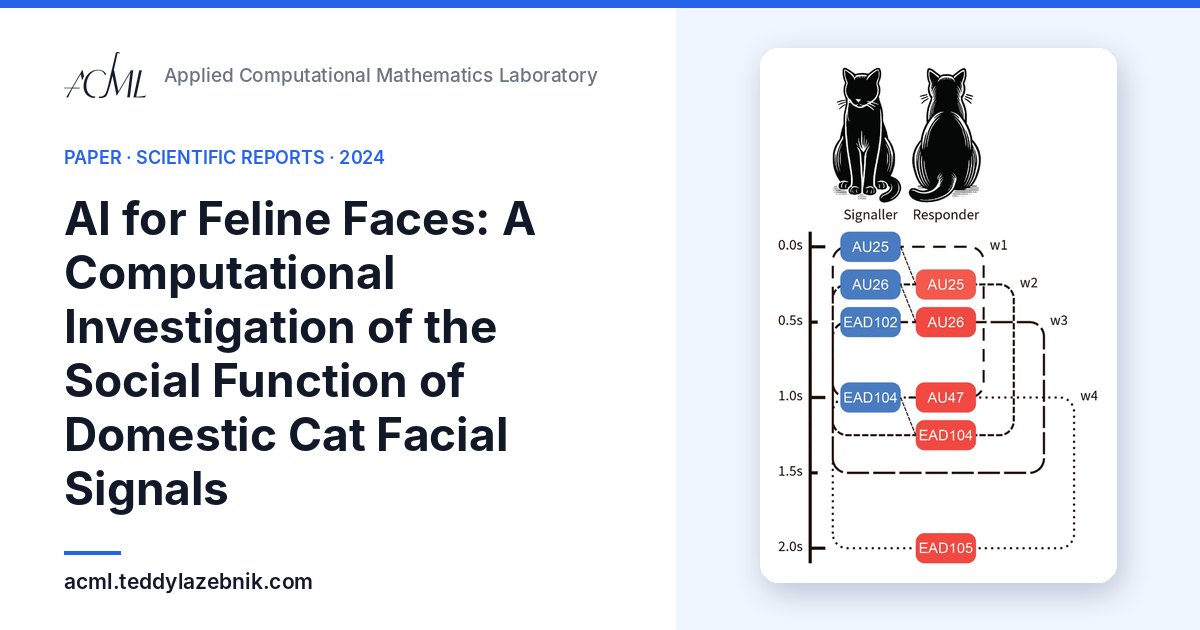 ACML
Applied Computational Mathematics Laboratory
PAPER · SCIENTIFIC REPORTS · 2024
AI for Feline Faces: A
Computational
Investigation of the
Social Function of
Domestic Cat Facial
Signals
acml.teddylazebnik.com
Signaller Responder
0.0s AU25 w1
AU26 AU25 w2
0.5s EAD102 AU26 w3
1.0s EAD104 AU47 w4
EAD104
1.5s
2.0s EAD105